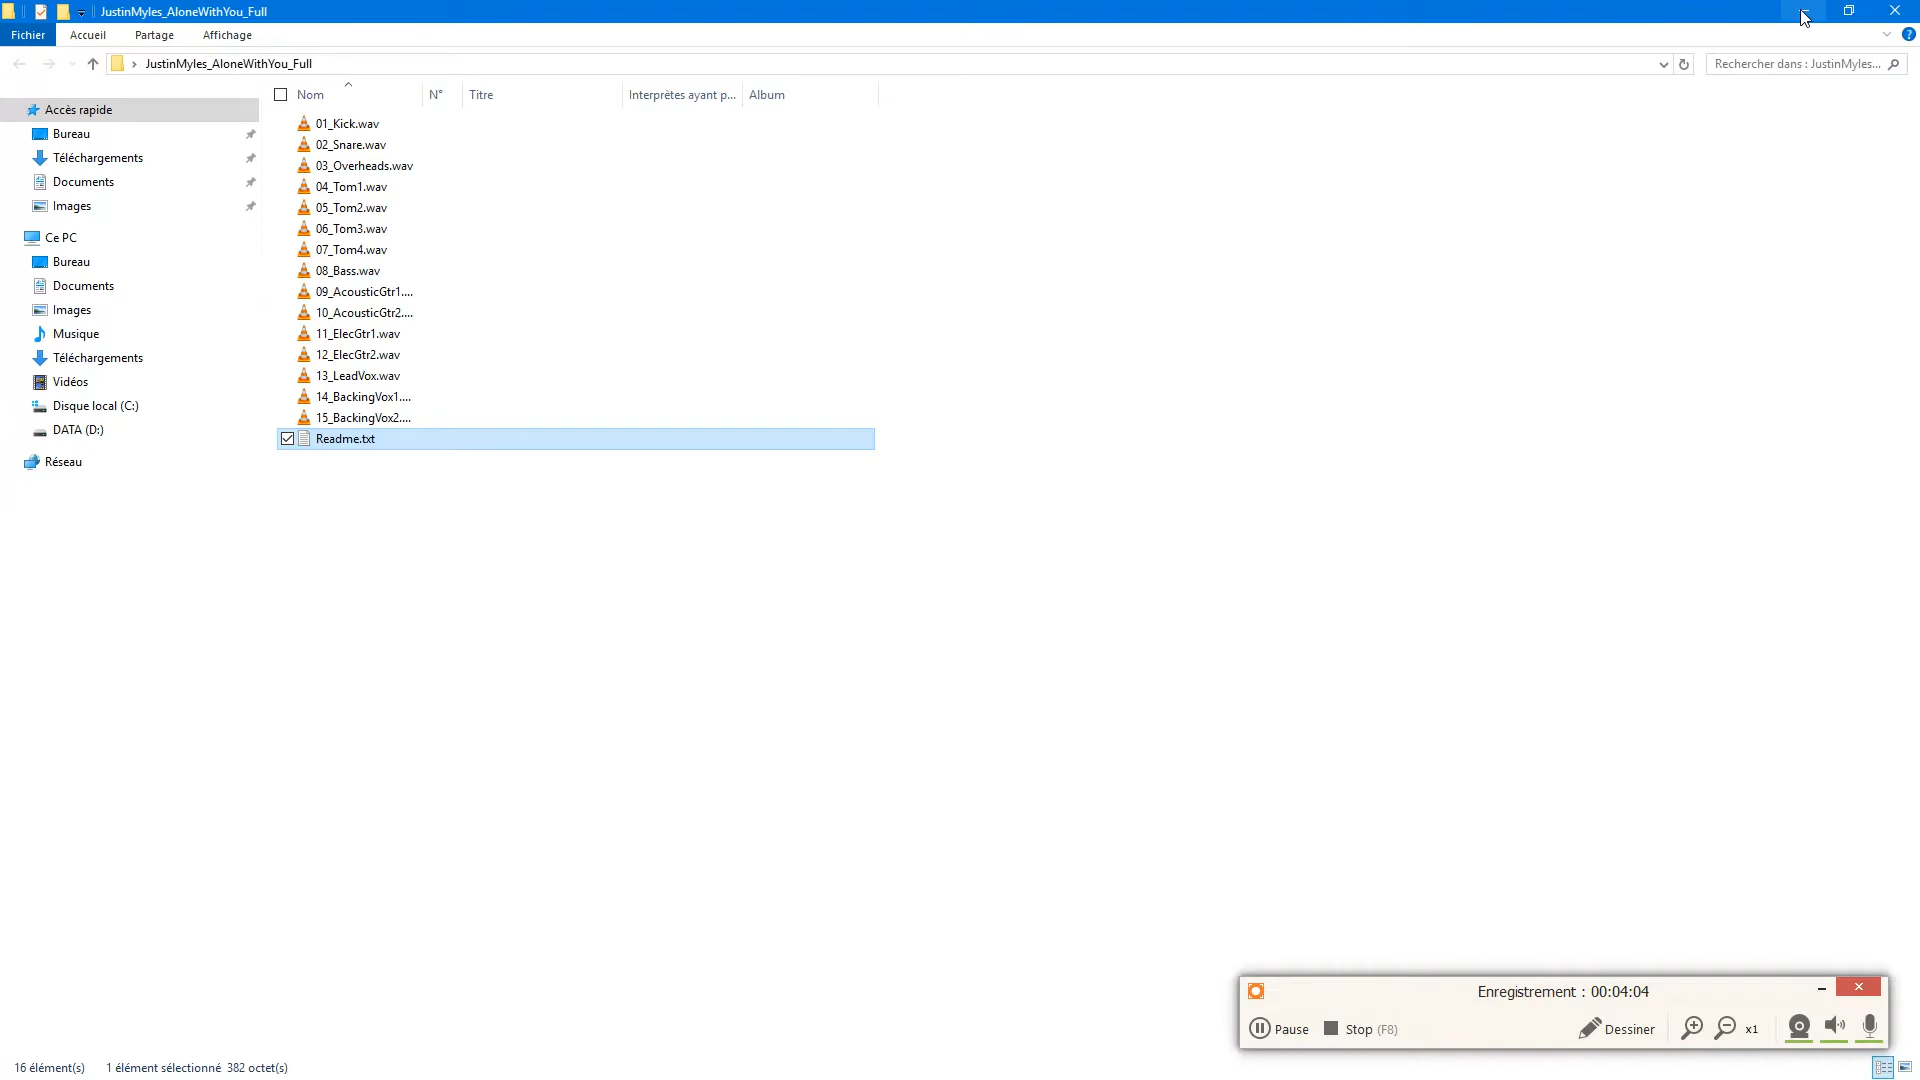 JustinMyles_AloneWithYou_Full
Fichier Accueil Partage Affichage
JustinMyles_AloneWithYou_Full
Rechercher dans : JustinMyles...
Nom N° Titre Interprètes ayant p... Album
Accès rapide
Bureau
Téléchargements
Documents
Images
Ce PC
Bureau
Documents
Images
Musique
Téléchargements
Vidéos
Disque local (C:)
DATA (D:)
Réseau
01_Kick.wav
02_Snare.wav
03_Overheads.wav
04_Tom1.wav
05_Tom2.wav
06_Tom3.wav
07_Tom4.wav
08_Bass.wav
09_AcousticGtr1....
10_AcousticGtr2....
11_ElecGtr1.wav
12_ElecGtr2.wav
13_LeadVox.wav
14_BackingVox1....
15_BackingVox2....
Readme.txt
Enregistrement : 00:04:04
Pause Stop (F8) Dessiner x1
16 élément(s) 1 élément sélectionné 382 octet(s)